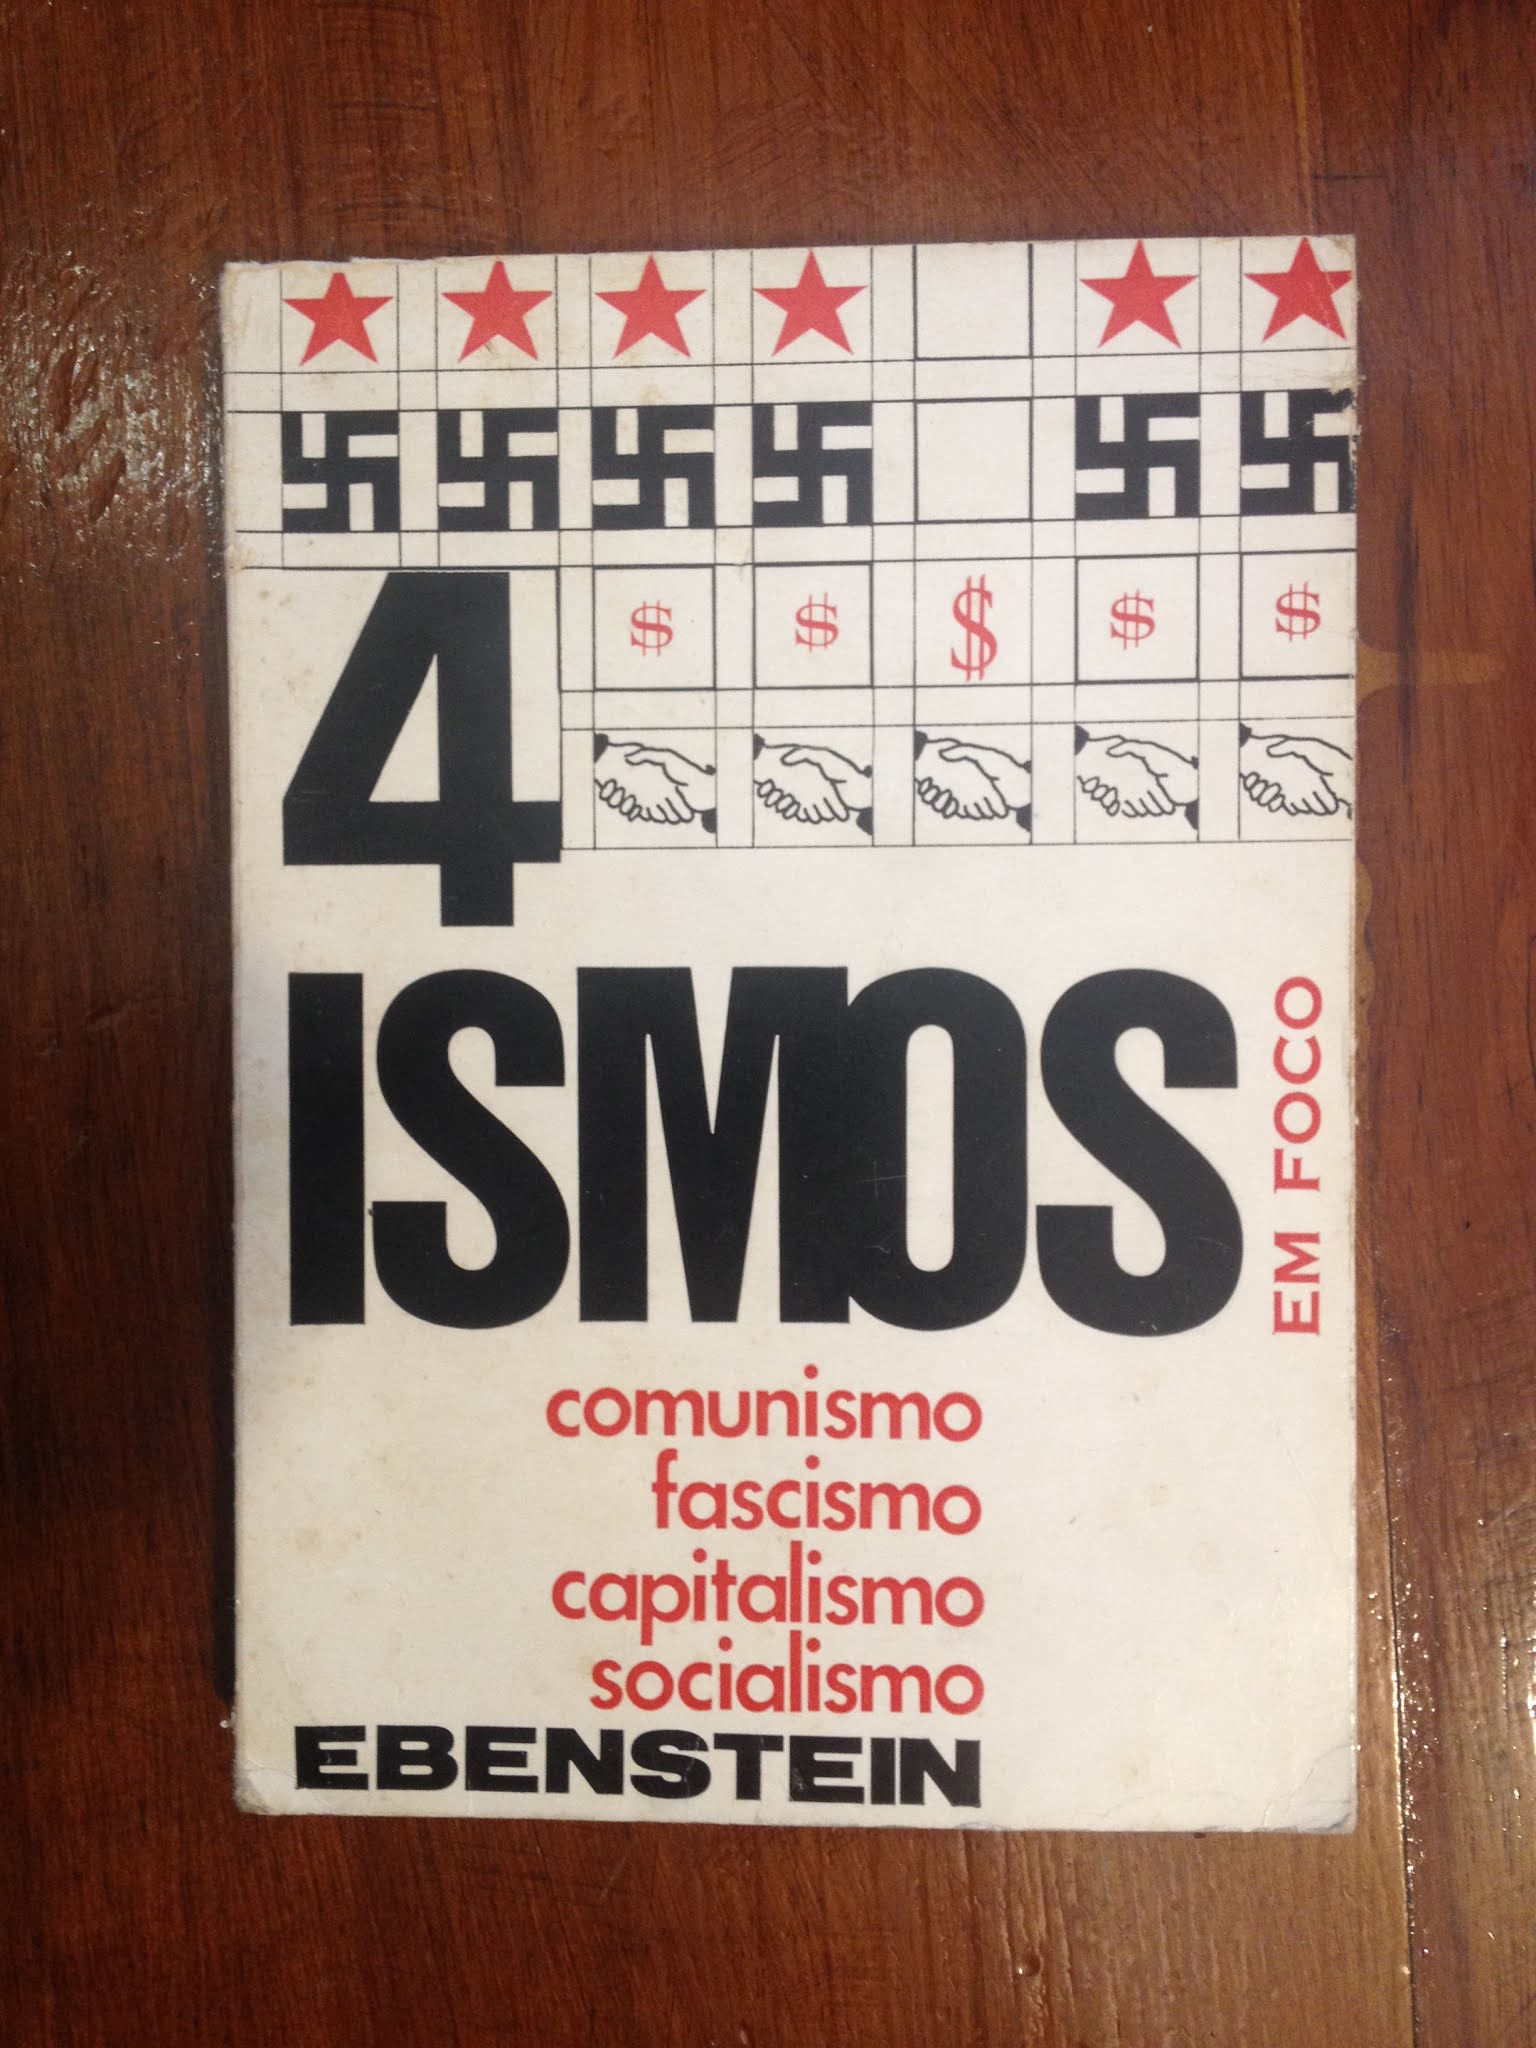 $ $ $ $ $
4
ISMOS
EM FOCO
comunismo
fascismo
capitalismo
socialismo
EBENSTEIN